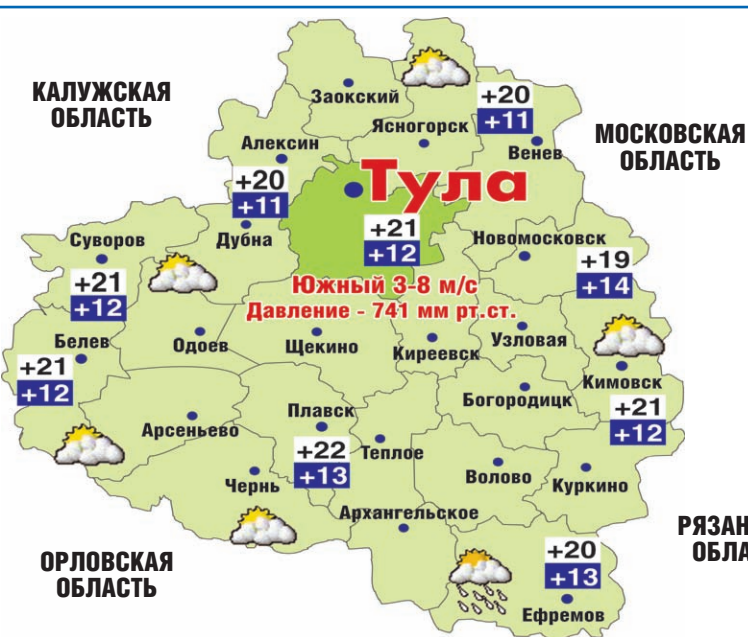 КАЛУЖСКАЯ
ОБЛАСТЬ
Заокский
+20
+11
Ясногорск
МОСКОВСКАЯ
ОБЛАСТЬ
Алексин
Венев
Тула
+20
+11
+21
+12
Суворов
Дубна
Новомосковск
+21
+12
+19
+14
Южный 3-8 м/с
Давление - 741 мм рт.ст.
Белев
Одоев
Щекино
Киреевск
Узловая
+21
+12
Кимовск
Богородицк
+21
+12
Арсеньево
Плавск
+22
+13
Теплое
Чернь
Волово
Куркино
Архангельское
РЯЗАН
ОБЛА
ОРЛОВСКАЯ
ОБЛАСТЬ
+20
+13
Ефремов